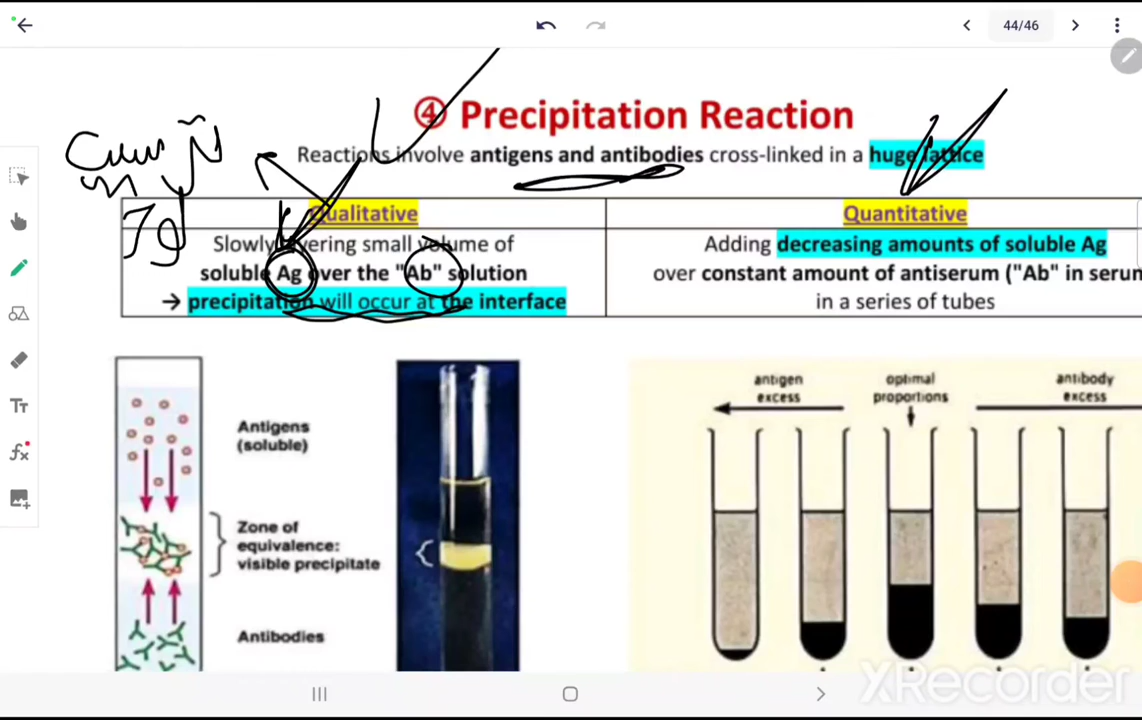 44/46
④ Precipitation Reaction
Reactions involve antigens and antibodies cross-linked in a huge lattice
Qualitative
Slowly layering small volume of
soluble Ag over the "Ab" solution
→ precipitation will occur at the interface
Quantitative
Adding decreasing amounts of soluble Ag
over constant amount of antiserum ("Ab" in serum
in a series of tubes
Antigens
(soluble)
Zone of
equivalence:
visible precipitate
Antibodies
antigen
excess
optimal
proportions
antibody
excess
Tт
fx
XRecorder